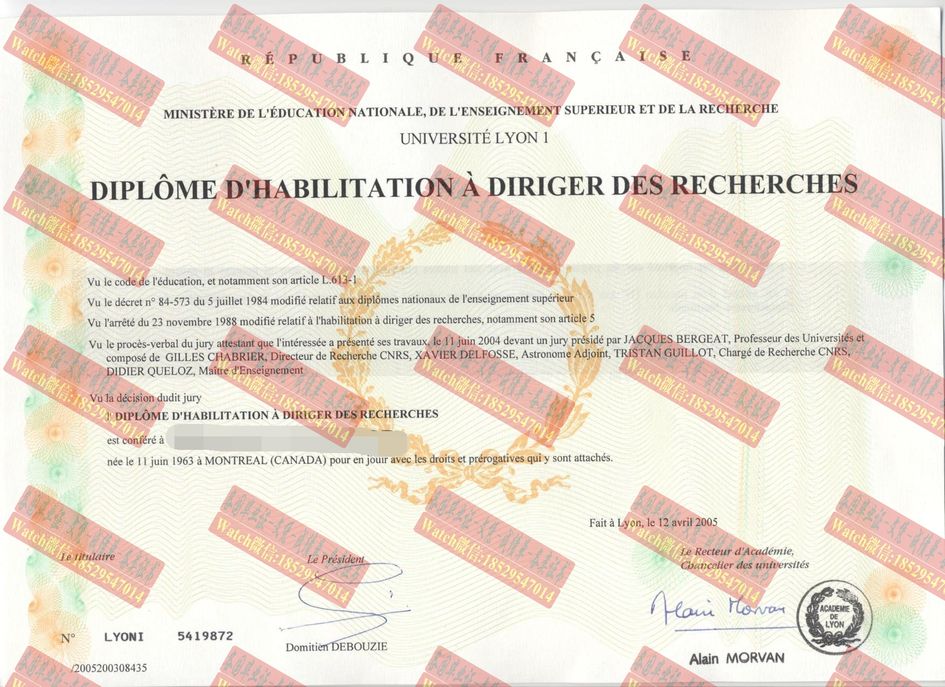 RÉPUBLIQUE FRANÇAISE
MINISTÈRE DE L'ÉDUCATION NATIONALE, DE L'ENSEIGNEMENT SUPERIEUR ET DE LA RECHERCHE
UNIVERSITÉ LYON 1
DIPLÔME D'HABILITATION À DIRIGER DES RECHERCHES
Vu le code de l'éducation, et notamment son article L.613-1
Vu le décret n° 84-573 du 5 juillet 1984 modifié relatif aux diplômes nationaux de l'enseignement supérieur
Vu l'arrêté du 23 novembre 1988 modifié relatif à l'habilitation à diriger des recherches, notamment son article 5
Vu le procès-verbal du jury attestant que l'intéressée a présenté ses travaux, le 11 juin 2004 devant un jury présidé par JACQUES BERGEAT, Professeur des Universités et
composé de GILLES CHABRIER, Directeur de Recherche CNRS, XAVIER DELFOSSE, Astronome Adjoint, TRISTAN GUILLOT, Chargé de Recherche CNRS,
DIDIER QUELOZ, Maître d'Enseignement
Vu la décision dudit jury
l DIPLÔME D'HABILITATION À DIRIGER DES RECHERCHES
est conféré à
née le 11 juin 1963 à MONTREAL (CANADA) pour en jouir avec les droits et prérogatives qui y sont attachés.
Fait à Lyon, le 12 avril 2005
Le titulaire
Le Président
Le Recteur d'Académie,
Chancelier des universités
Alain Morvan
ACADEMIE
DE
LYON
N° LYONI 5419872
Domitien DEBOUZIE
Alain MORVAN
/2005200308435
Watch微信:18529547014